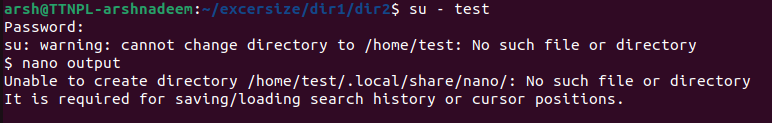 arsh@TTNPL-arshnadeem:~/excersize/dir1/dir2$ su - test
Password:
su: warning: cannot change directory to /home/test: No such file or directory
$ nano output
Unable to create directory /home/test/.local/share/nano/: No such file or directory
It is required for saving/loading search history or cursor positions.